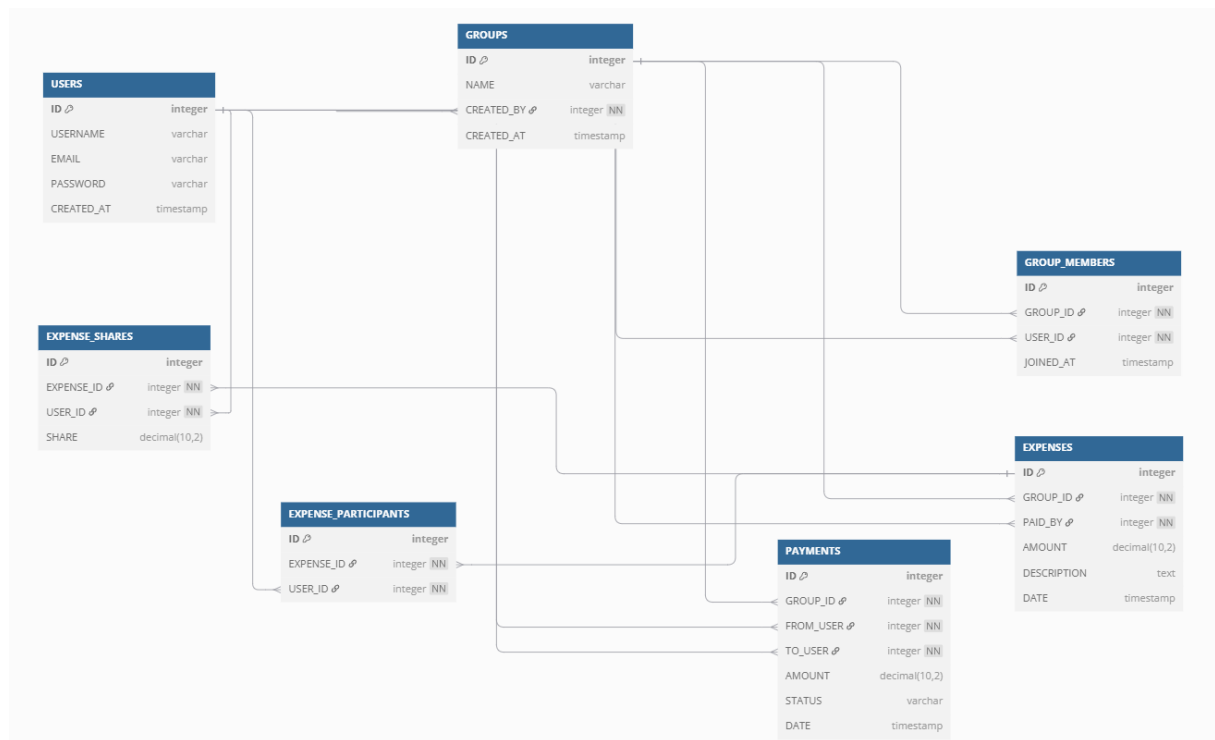 GROUPS
ID integer
NAME varchar
CREATED_BY integer NN
CREATED_AT timestamp
USERS
ID integer
USERNAME varchar
EMAIL varchar
PASSWORD varchar
CREATED_AT timestamp
GROUP_MEMBERS
ID integer
GROUP_ID integer NN
USER_ID integer NN
JOINED_AT timestamp
EXPENSE_SHARES
ID integer
EXPENSE_ID integer NN
USER_ID integer NN
SHARE decimal(10,2)
EXPENSES
ID integer
GROUP_ID integer NN
PAID_BY integer NN
AMOUNT decimal(10,2)
DESCRIPTION text
DATE timestamp
EXPENSE_PARTICIPANTS
ID integer
EXPENSE_ID integer NN
USER_ID integer NN
PAYMENTS
ID integer
GROUP_ID integer NN
FROM_USER integer NN
TO_USER integer NN
AMOUNT decimal(10,2)
STATUS varchar
DATE timestamp